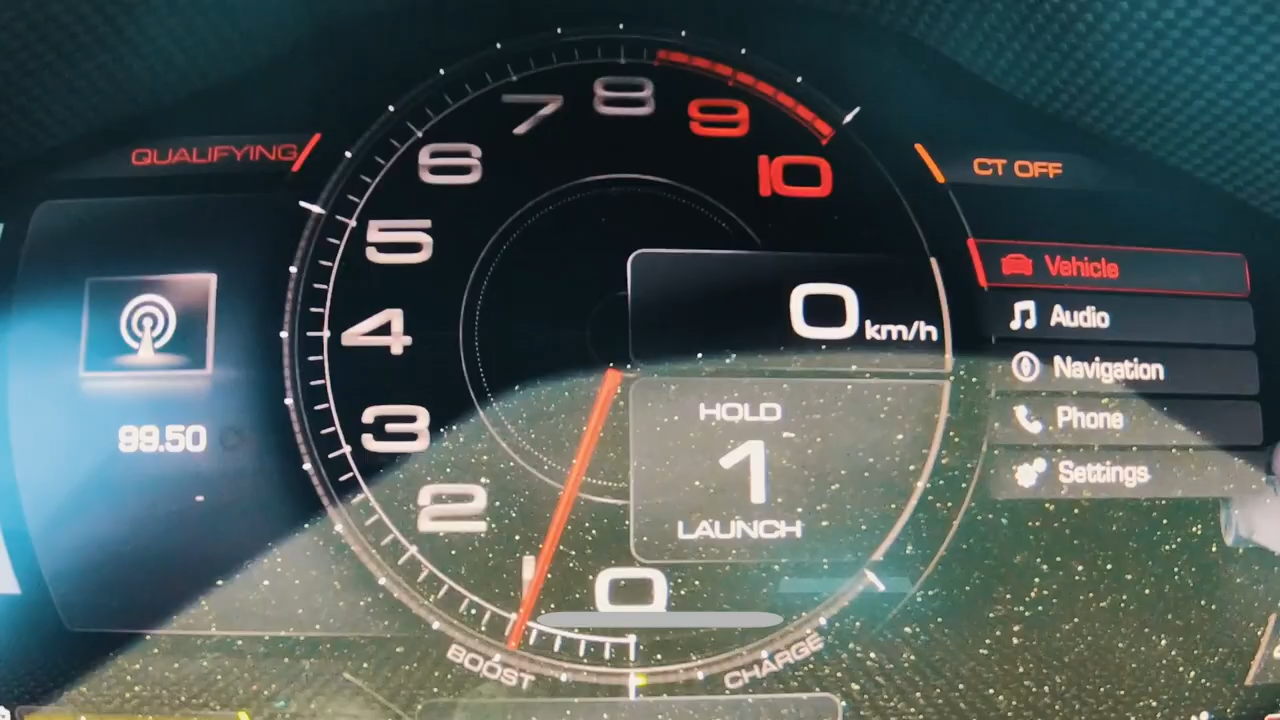 QUALIFYING
CT OFF
10
9
8
7
6
5
4
3
2
1
0
0 km/h
HOLD
1
LAUNCH
99.50
Vehicle
Audio
Navigation
Phone
Settings
BOOST
CHARGE